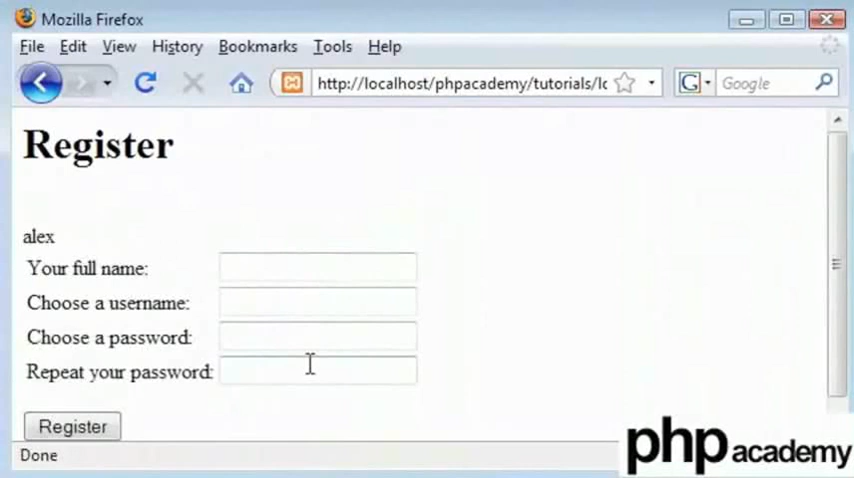 Mozilla Firefox
File Edit View History Bookmarks Tools Help
http://localhost/phpacademy/tutorials/lo
G Google
Register
alex
Your full name:
Choose a username:
Choose a password:
Repeat your password:
Register
Done
php academy